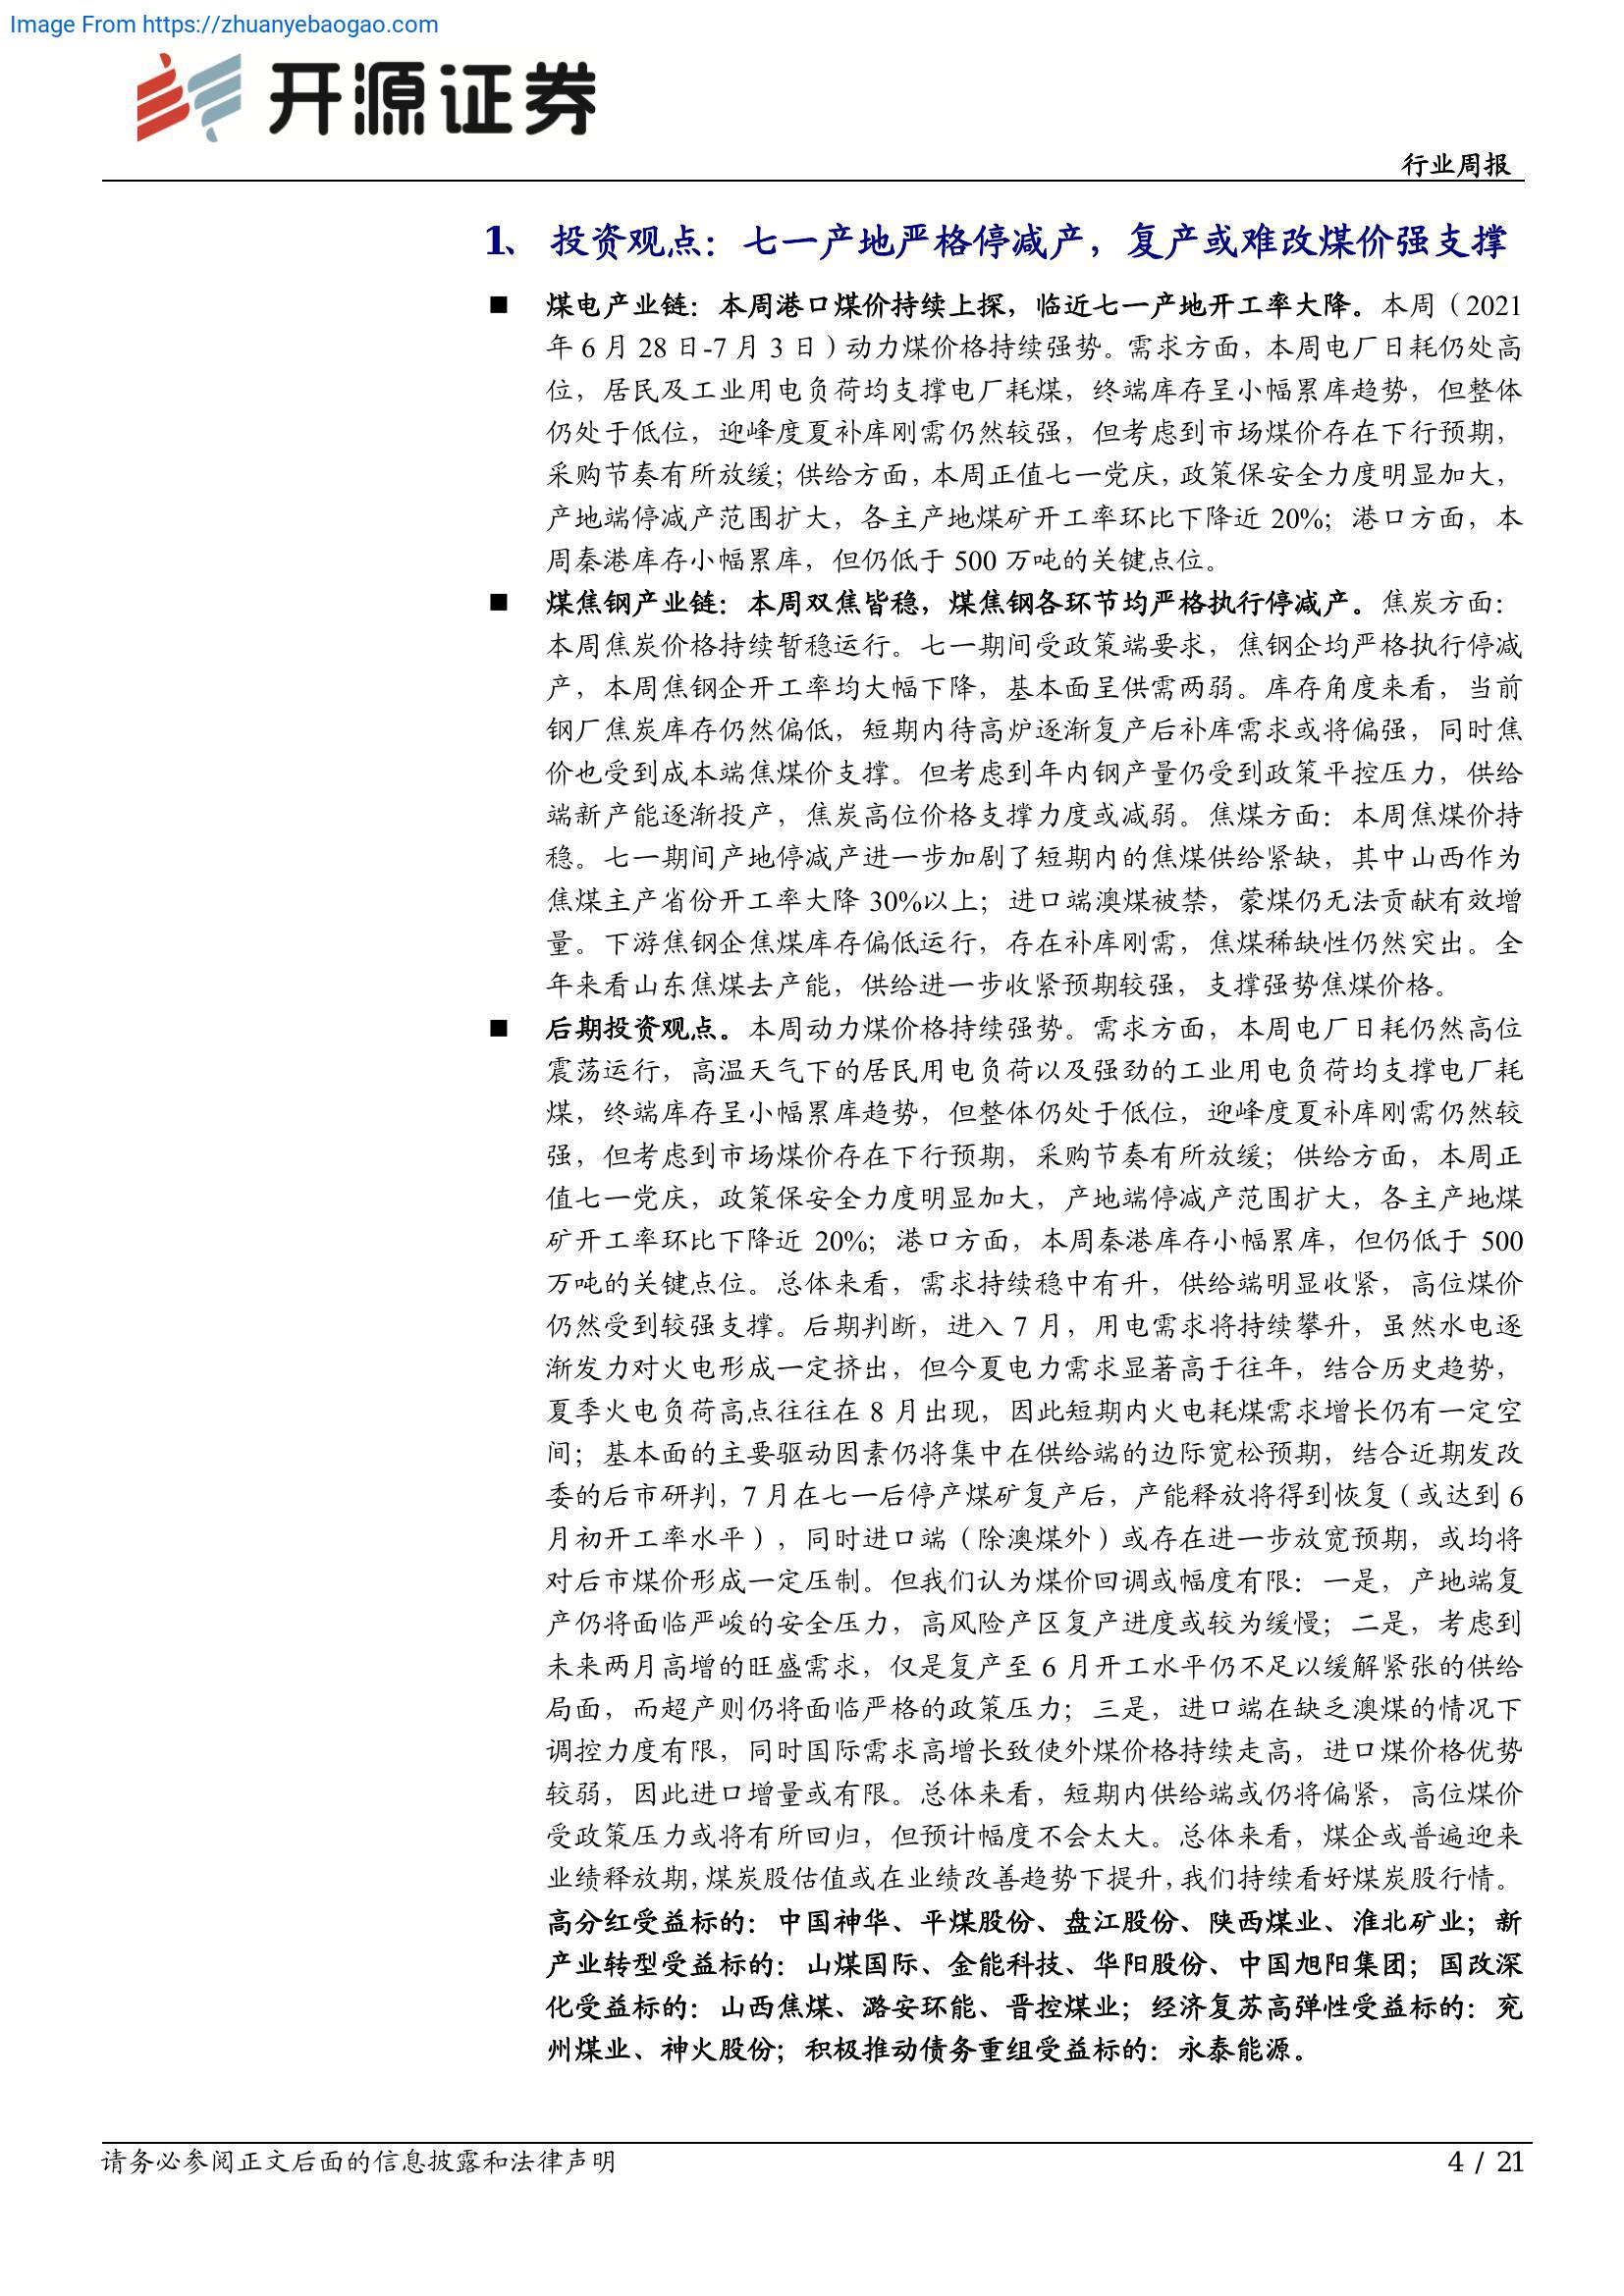 Image From https://zhuanyebaogao.com
开源证券
行业周报
1、 投资观点：七一产地严格停减产，复产或难改煤价强支撑
■ 煤电产业链：本周港口煤价持续上探，临近七一产地开工率大降。本周（2021
年 6 月 28 日-7 月 3 日）动力煤价格持续强势。需求方面，本周电厂日耗仍处高
位，居民及工业用电负荷均支撑电厂耗煤，终端库存呈小幅累库趋势，但整体
仍处于低位，迎峰度夏补库刚需仍然较强，但考虑到市场煤价存在下行预期，
采购节奏有所放缓；供给方面，本周正值七一党庆，政策保安全力度明显加大，
产地端停减产范围扩大，各主产地煤矿开工率环比下降近 20%；港口方面，本
周秦港库存小幅累库，但仍低于 500 万吨的关键点位。
■ 煤焦钢产业链：本周双焦皆稳，煤焦钢各环节均严格执行停减产。焦炭方面：
本周焦炭价格持续暂稳运行。七一期间受政策端要求，焦钢企均严格执行停减
产，本周焦钢企开工率均大幅下降，基本面呈供需两弱。库存角度来看，当前
钢厂焦炭库存仍然偏低，短期内待高炉逐渐复产后补库需求或将偏强，同时焦
价也受到成本端焦煤价支撑。但考虑到年内钢产量仍受到政策平控压力，供给
端新产能逐渐投产，焦炭高位价格支撑力度或减弱。焦煤方面：本周焦煤价持
稳。七一期间产地停减产进一步加剧了短期内的焦煤供给紧缺，其中山西作为
焦煤主产省份开工率大降 30%以上；进口端澳煤被禁，蒙煤仍无法贡献有效增
量。下游焦钢企焦煤库存偏低运行，存在补库刚需，焦煤稀缺性仍然突出。全
年来看山东焦煤去产能，供给进一步收紧预期较强，支撑强势焦煤价格。
■ 后期投资观点。本周动力煤价格持续强势。需求方面，本周电厂日耗仍然高位
震荡运行，高温天气下的居民用电负荷以及强劲的工业用电负荷均支撑电厂耗
煤，终端库存呈小幅累库趋势，但整体仍处于低位，迎峰度夏补库刚需仍然较
强，但考虑到市场煤价存在下行预期，采购节奏有所放缓；供给方面，本周正
值七一党庆，政策保安全力度明显加大，产地端停减产范围扩大，各主产地煤
矿开工率环比下降近 20%；港口方面，本周秦港库存小幅累库，但仍低于 500
万吨的关键点位。总体来看，需求持续稳中有升，供给端明显收紧，高位煤价
仍然受到较强支撑。后期判断，进入 7 月，用电需求将持续攀升，虽然水电逐
渐发力对火电形成一定挤出，但今夏电力需求显著高于往年，结合历史趋势，
夏季火电负荷高点往往在 8 月出现，因此短期内火电耗煤需求增长仍有一定空
间；基本面的主要驱动因素仍将集中在供给端的边际宽松预期，结合近期发改
委的后市研判，7 月在七一后停产煤矿复产后，产能释放将得到恢复（或达到 6
月初开工率水平），同时进口端（除澳煤外）或存在进一步放宽预期，或均将
对后市煤价形成一定压制。但我们认为煤价回调或幅度有限：一是，产地端复
产仍将面临严峻的安全压力，高风险产区复产进度或较为缓慢；二是，考虑到
未来两月高增的旺盛需求，仅是复产至 6 月开工水平仍不足以缓解紧张的供给
局面，而超产则仍将面临严格的政策压力；三是，进口端在缺乏澳煤的情况下
调控力度有限，同时国际需求高增长致使外煤价格持续走高，进口煤价格优势
较弱，因此进口增量或有限。总体来看，短期内供给端或仍将偏紧，高位煤价
受政策压力或将有所回归，但预计幅度不会太大。总体来看，煤企或普遍迎来
业绩释放期，煤炭股估值或在业绩改善趋势下提升，我们持续看好煤炭股行情。
高分红受益标的：中国神华、平煤股份、盘江股份、陕西煤业、淮北矿业；新
产业转型受益标的：山煤国际、金能科技、华阳股份、中国旭阳集团；国改深
化受益标的：山西焦煤、潞安环能、晋控煤业；经济复苏高弹性受益标的：兖
州煤业、神火股份；积极推动债务重组受益标的：永泰能源。
请务必参阅正文后面的信息披露和法律声明
4 / 21